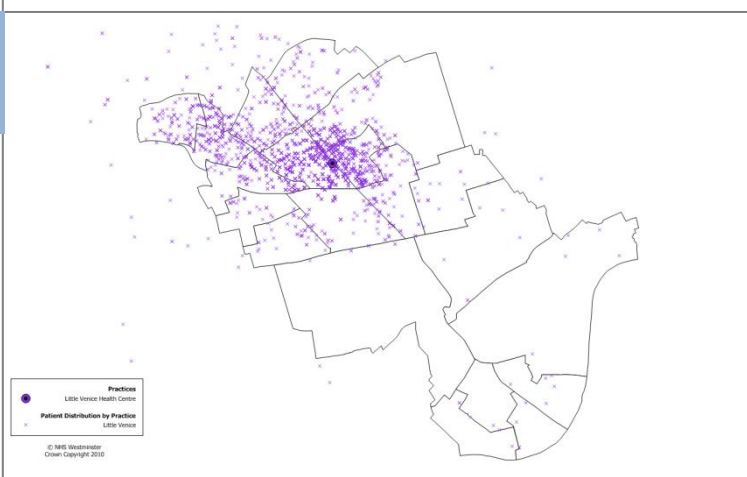 Practices
Little Venice Health Centre
Patient Distribution by Practice
Little Venice
© NHS Westminster
Crown Copyright 2010